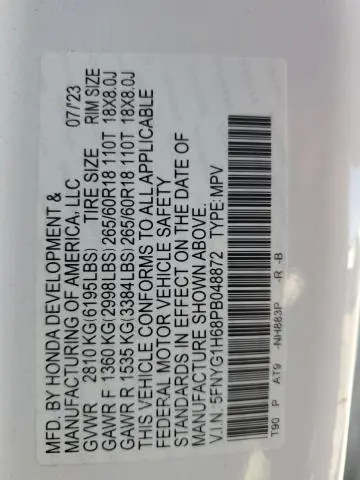 MFD. BY HONDA DEVELOPMENT &
MANUFACTURING OF AMERICA, LLC 07/'23
GVWR 2810 KG(6195LBS) TIRE SIZE RIM SIZE
GAWR F 1360 KG(2998LBS)265/60R18 110T 18X8.0J
GAWR R 1535 KG(3384LBS)265/60R18 110T 18X8.0J
THIS VEHICLE CONFORMS TO ALL APPLICABLE
FEDERAL MOTOR VEHICLE SAFETY
STANDARDS IN EFFECT ON THE DATE OF
MANUFACTURE SHOWN ABOVE.
V.I.N.: 5FNYG1H68PB048872 TYPE: MPV
T90 P AT9 -NH883P -R -B